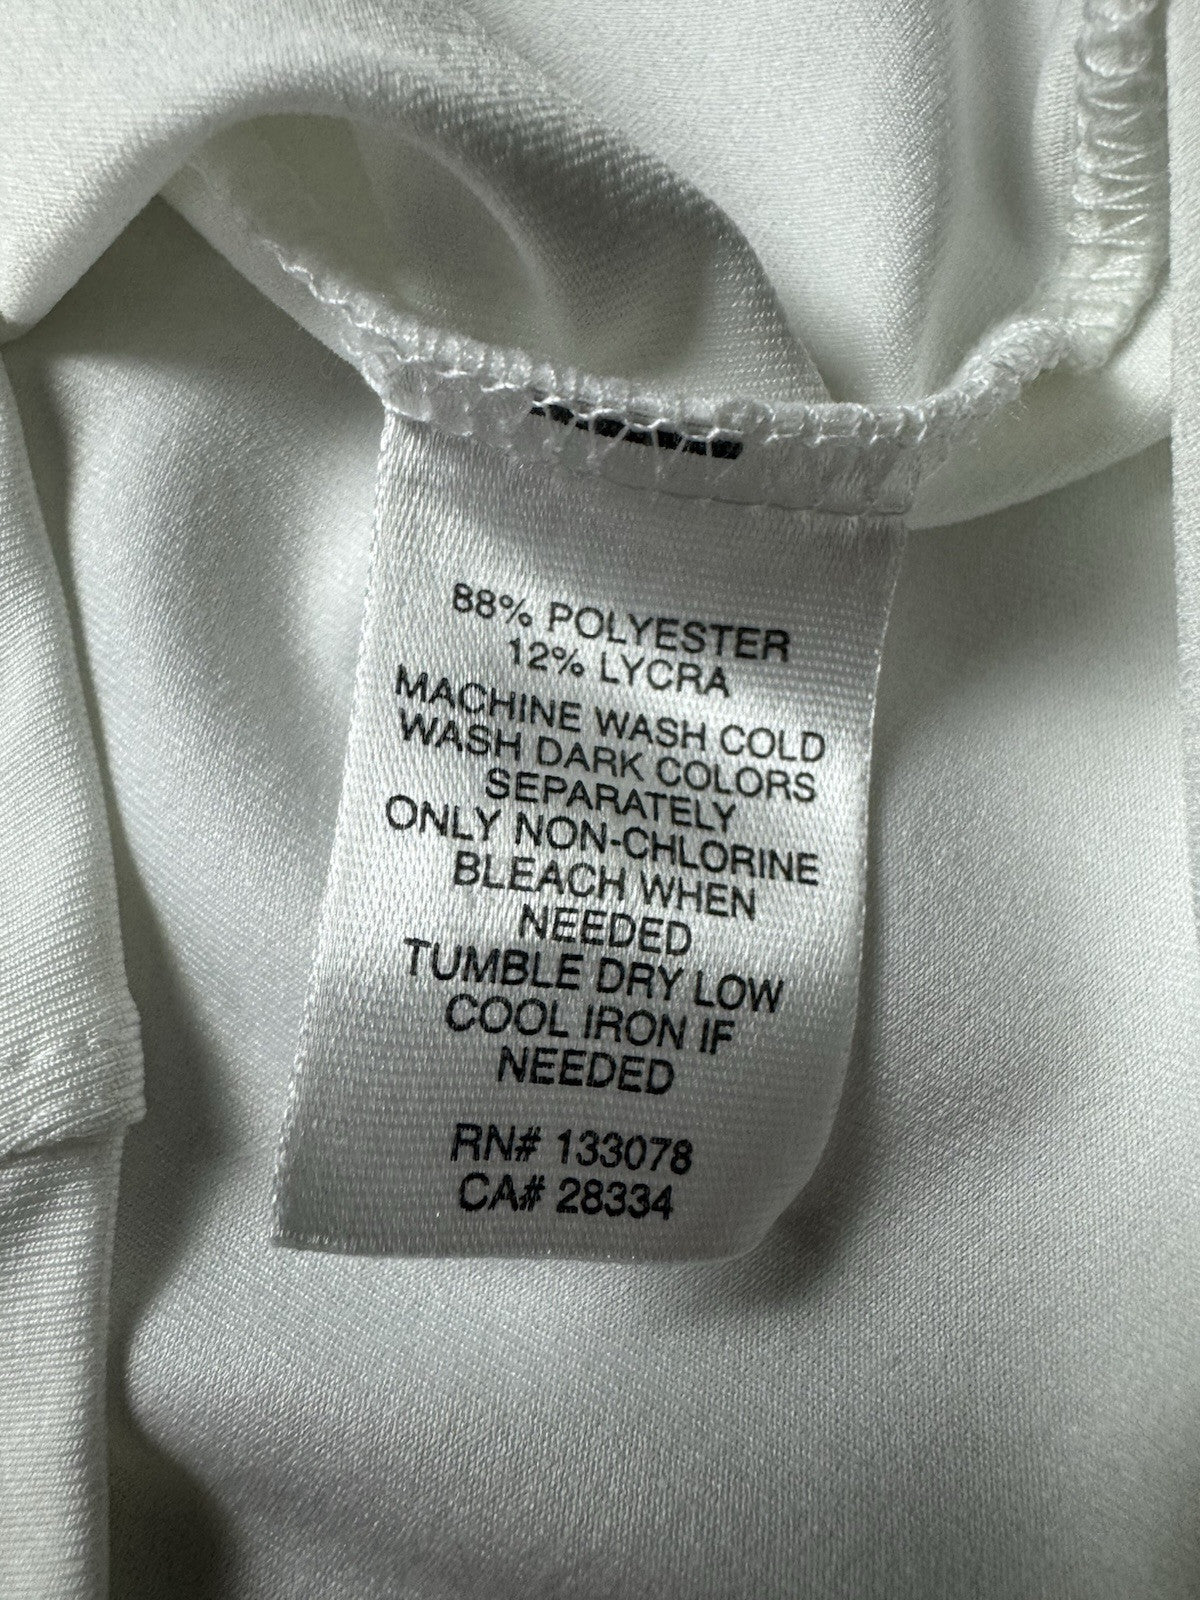 88% POLYESTER
12% LYCRA
MACHINE WASH COLD
WASH DARK COLORS
SEPARATELY
ONLY NON-CHLORINE
BLEACH WHEN
NEEDED
TUMBLE DRY LOW
COOL IRON IF
NEEDED
RN# 133078
CA# 28334